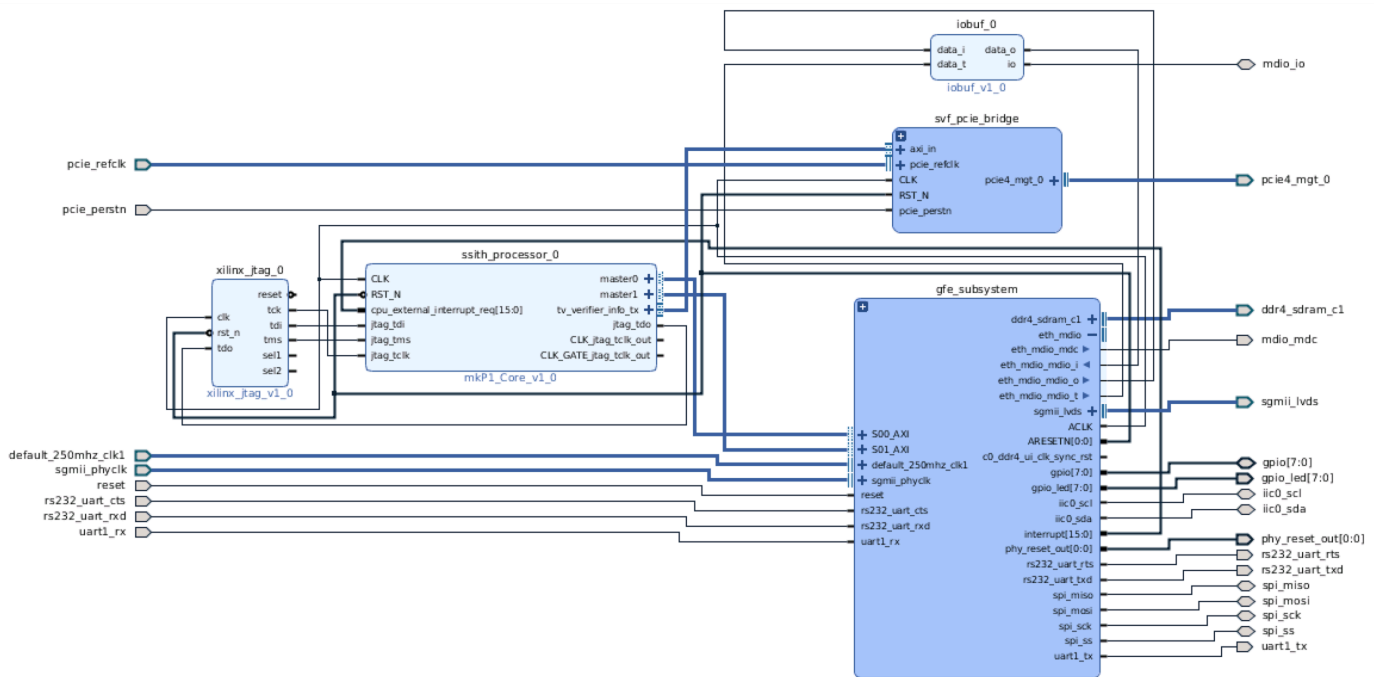 iobuf_0
data_i
data_t
data_o
io
iobuf_v1_0
mdio_io
svf_pcie_bridge
axi_in
pcie_refclk
CLK
RST_N
pcie_perstn
pcie4_mgt_0
pcie4_mgt_0
pcie_refclk
pcie_perstn
xilinx_jtag_0
clk
rst_n
tdo
reset
tck
tdi
tms
sel1
sel2
xilinx_jtag_v1_0
ssith_processor_0
CLK
RST_N
cpu_external_interrupt_req[15:0]
jtag_tdi
jtag_tms
jtag_tclk
master0
master1
tv_verifier_info_tx
jtag_tdo
CLK_jtag_tclk_out
CLK_GATE_jtag_tclk_out
mkP1_Core_v1_0
default_250mhz_clk1
sgmii_phyclk
reset
rs232_uart_cts
rs232_uart_rxd
uart1_rx
gfe_subsystem
S00_AXI
S01_AXI
default_250mhz_clk1
sgmii_phyclk
reset
rs232_uart_cts
rs232_uart_rxd
uart1_rx
ddr4_sdram_c1
eth_mdio
eth_mdio_mdc
eth_mdio_mdio_i
eth_mdio_mdio_o
eth_mdio_mdio_t
sgmii_lvds
ACLK
ARESETN[0:0]
c0_ddr4_ui_clk_sync_rst
gpio[7:0]
gpio_led[7:0]
iic0_scl
iic0_sda
interrupt[15:0]
phy_reset_out[0:0]
rs232_uart_rts
rs232_uart_txd
spi_miso
spi_mosi
spi_sck
spi_ss
uart1_tx
ddr4_sdram_c1
mdio_mdc
sgmii_lvds
gpio[7:0]
gpio_led[7:0]
iic0_scl
iic0_sda
phy_reset_out[0:0]
rs232_uart_rts
rs232_uart_txd
spi_miso
spi_mosi
spi_sck
spi_ss
uart1_tx